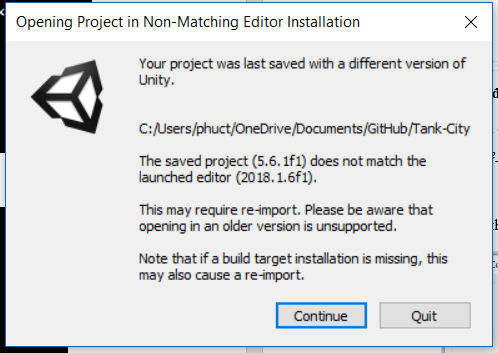 Opening Project in Non-Matching Editor Installation
Your project was last saved with a different version of
Unity.
C:/Users/phuct/OneDrive/Documents/GitHub/Tank-City
The saved project (5.6.1f1) does not match the
launched editor (2018.1.6f1).
This may require re-import. Please be aware that
opening in an older version is unsupported.
Note that if a build target installation is missing, this
may also cause a re-import.
Continue
Quit